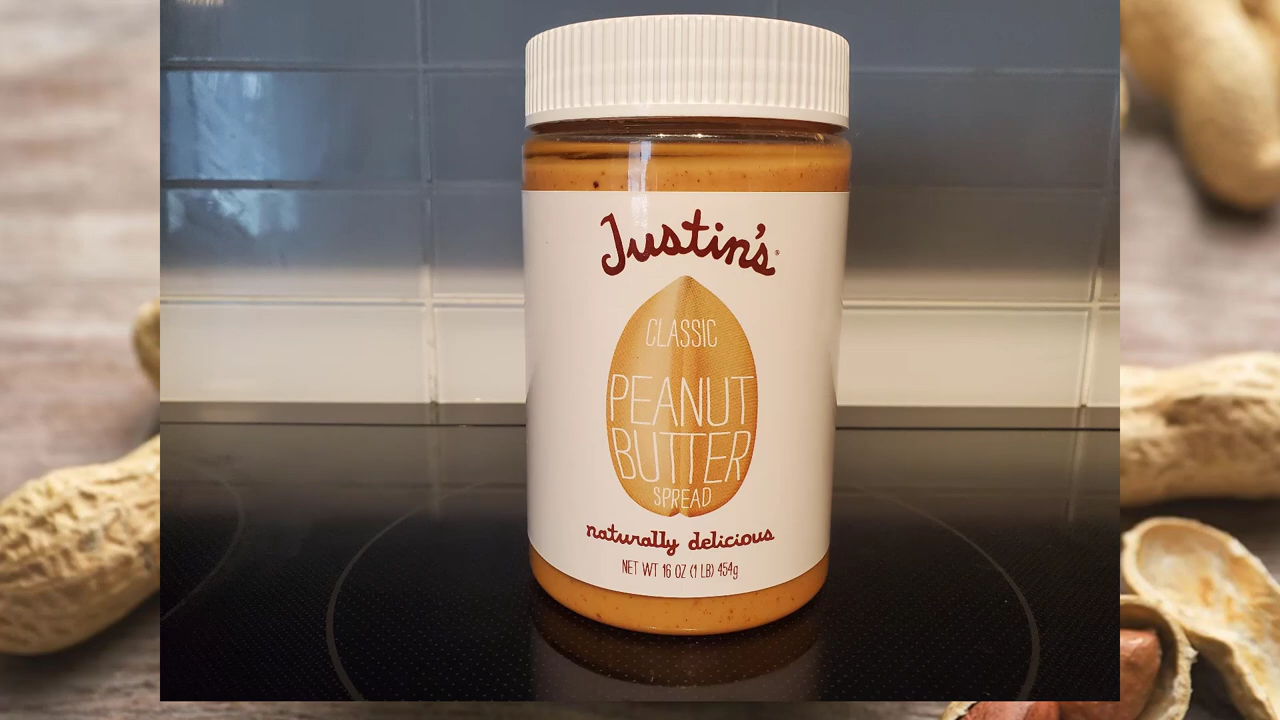 Justin's®
CLASSIC
PEANUT
BUTTER
SPREAD
naturally delicious
NET WT 16 OZ (1 LB) 454g